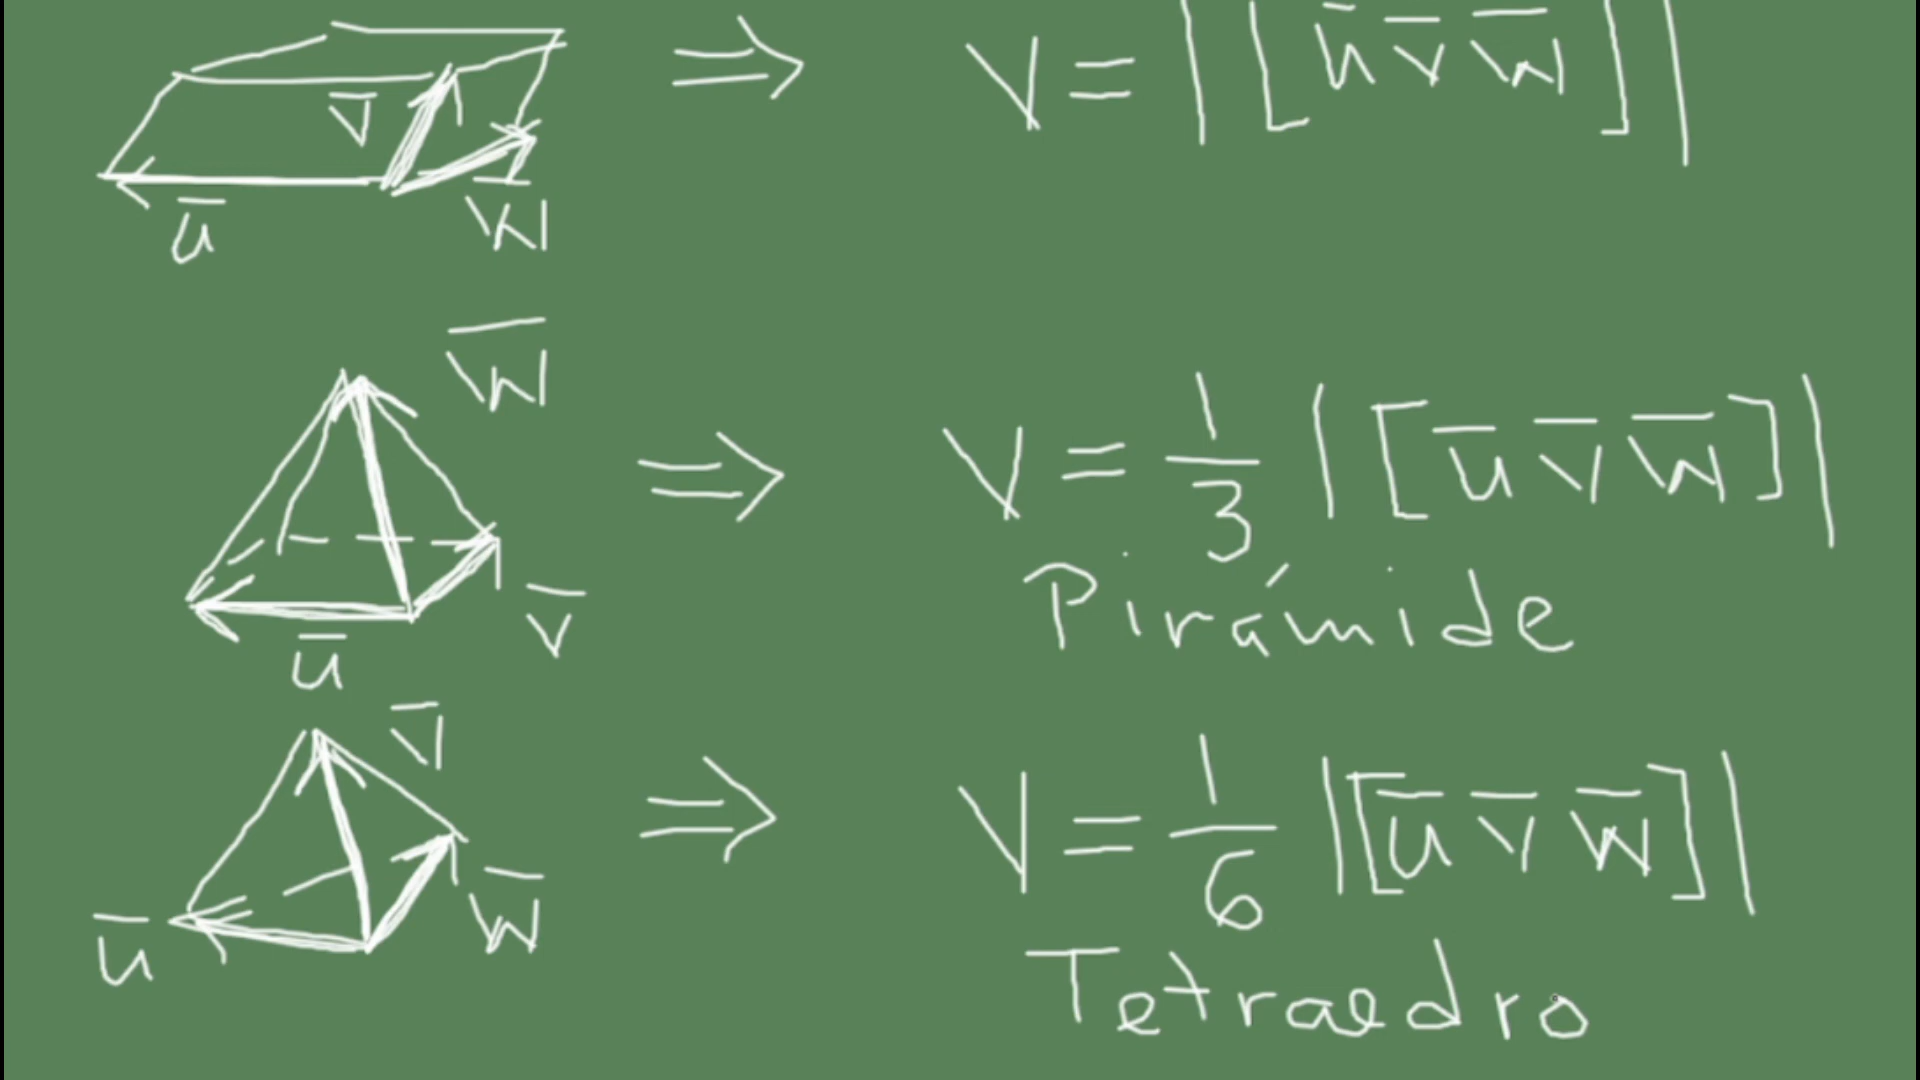 V = |[u̅ v̅ w̅]|
v̅
u̅
w̅
w̅
V = 1/3 |[u̅ v̅ w̅]|
Pirámide
v̅
u̅
v̅
V = 1/6 |[u̅ v̅ w̅]|
w̅
u̅
Tetraedro